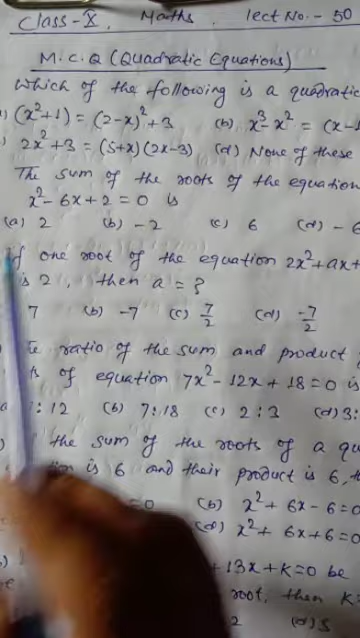 Class-X, Maths, lect No.- 50
M.C.Q (Quadratic Equations)
Which of the following is a quadratic
(x²+1) = (2-x)²+3 (b) x³-x² = (x-1
2x²+3 = (5+x)(2x-3) (d) None of these
The sum of the roots of the equation
x²-6x+2=0 is
(a) 2 (b) -2 (c) 6 (d) -6
If one root of the equation 2x²+ax+
is 2, then a = ?
7 (b) -7 (c) 7/2 (d) -7/2
ratio of the sum and product
of equation 7x²-12x+18=0 is
: 12 (b) 7:18 (c) 2:3 (d) 3:
the sum of the roots of a
is 6 and their product is 6,
=0 (b) x²+6x-6=0
(d) x²+6x+6=0
+13x+k=0 be
root, then k=
2 (d) 5